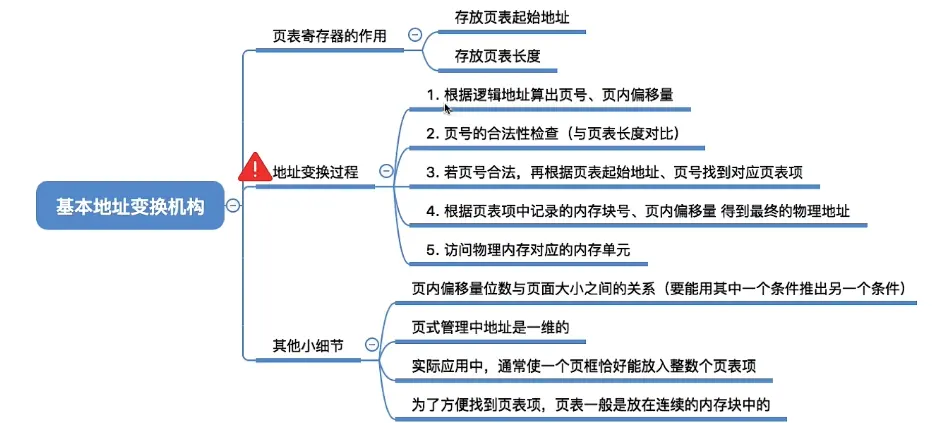 基本地址变换机构
页表寄存器的作用
存放页表起始地址
存放页表长度
地址变换过程
1. 根据逻辑地址算出页号、页内偏移量
2. 页号的合法性检查（与页表长度对比）
3. 若页号合法，再根据页表起始地址、页号找到对应页表项
4. 根据页表项中记录的内存块号、页内偏移量 得到最终的物理地址
5. 访问物理内存对应的内存单元
其他小细节
页内偏移量位数与页面大小之间的关系（要能用其中一个条件推出另一个条件）
页式管理中地址是一维的
实际应用中，通常使一个页框恰好能放入整数个页表项
为了方便找到页表项，页表一般是放在连续的内存块中的